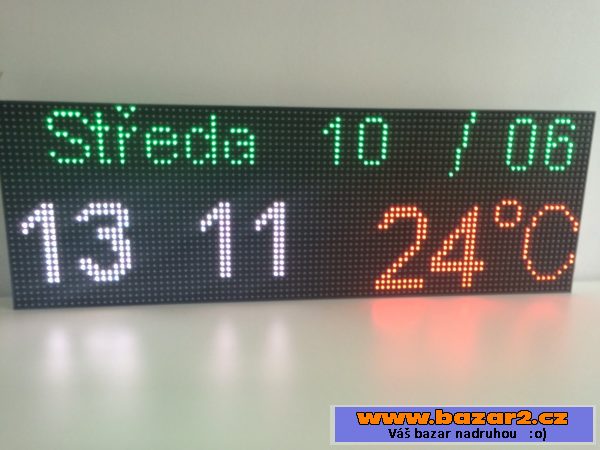 Středa 10 / 06
13 11 24°C
www.bazar2.cz
Váš bazar nadruhou :o)